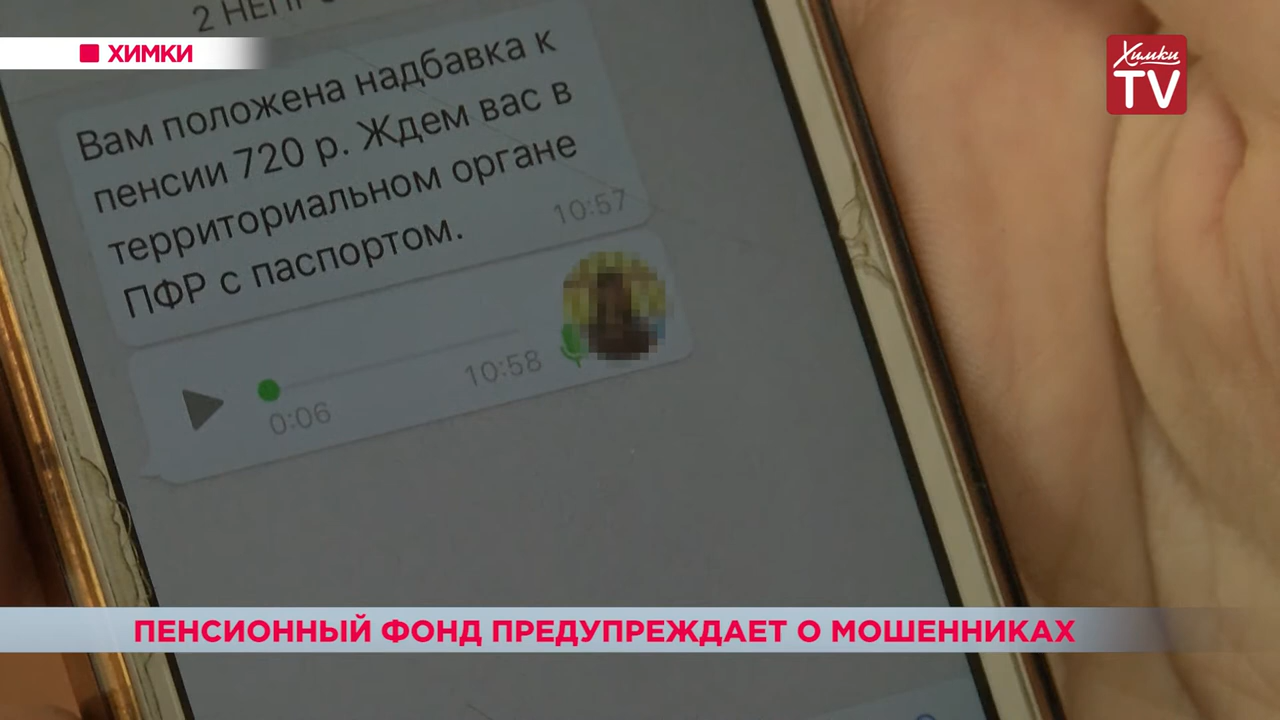 ХИМКИ
Химки
TV
Вам положена надбавка к
пенсии 720 р. Ждем вас в
территориальном органе
ПФР с паспортом.
10:57
10:58
0:06
ПЕНСИОННЫЙ ФОНД ПРЕДУПРЕЖДАЕТ О МОШЕННИКАХ